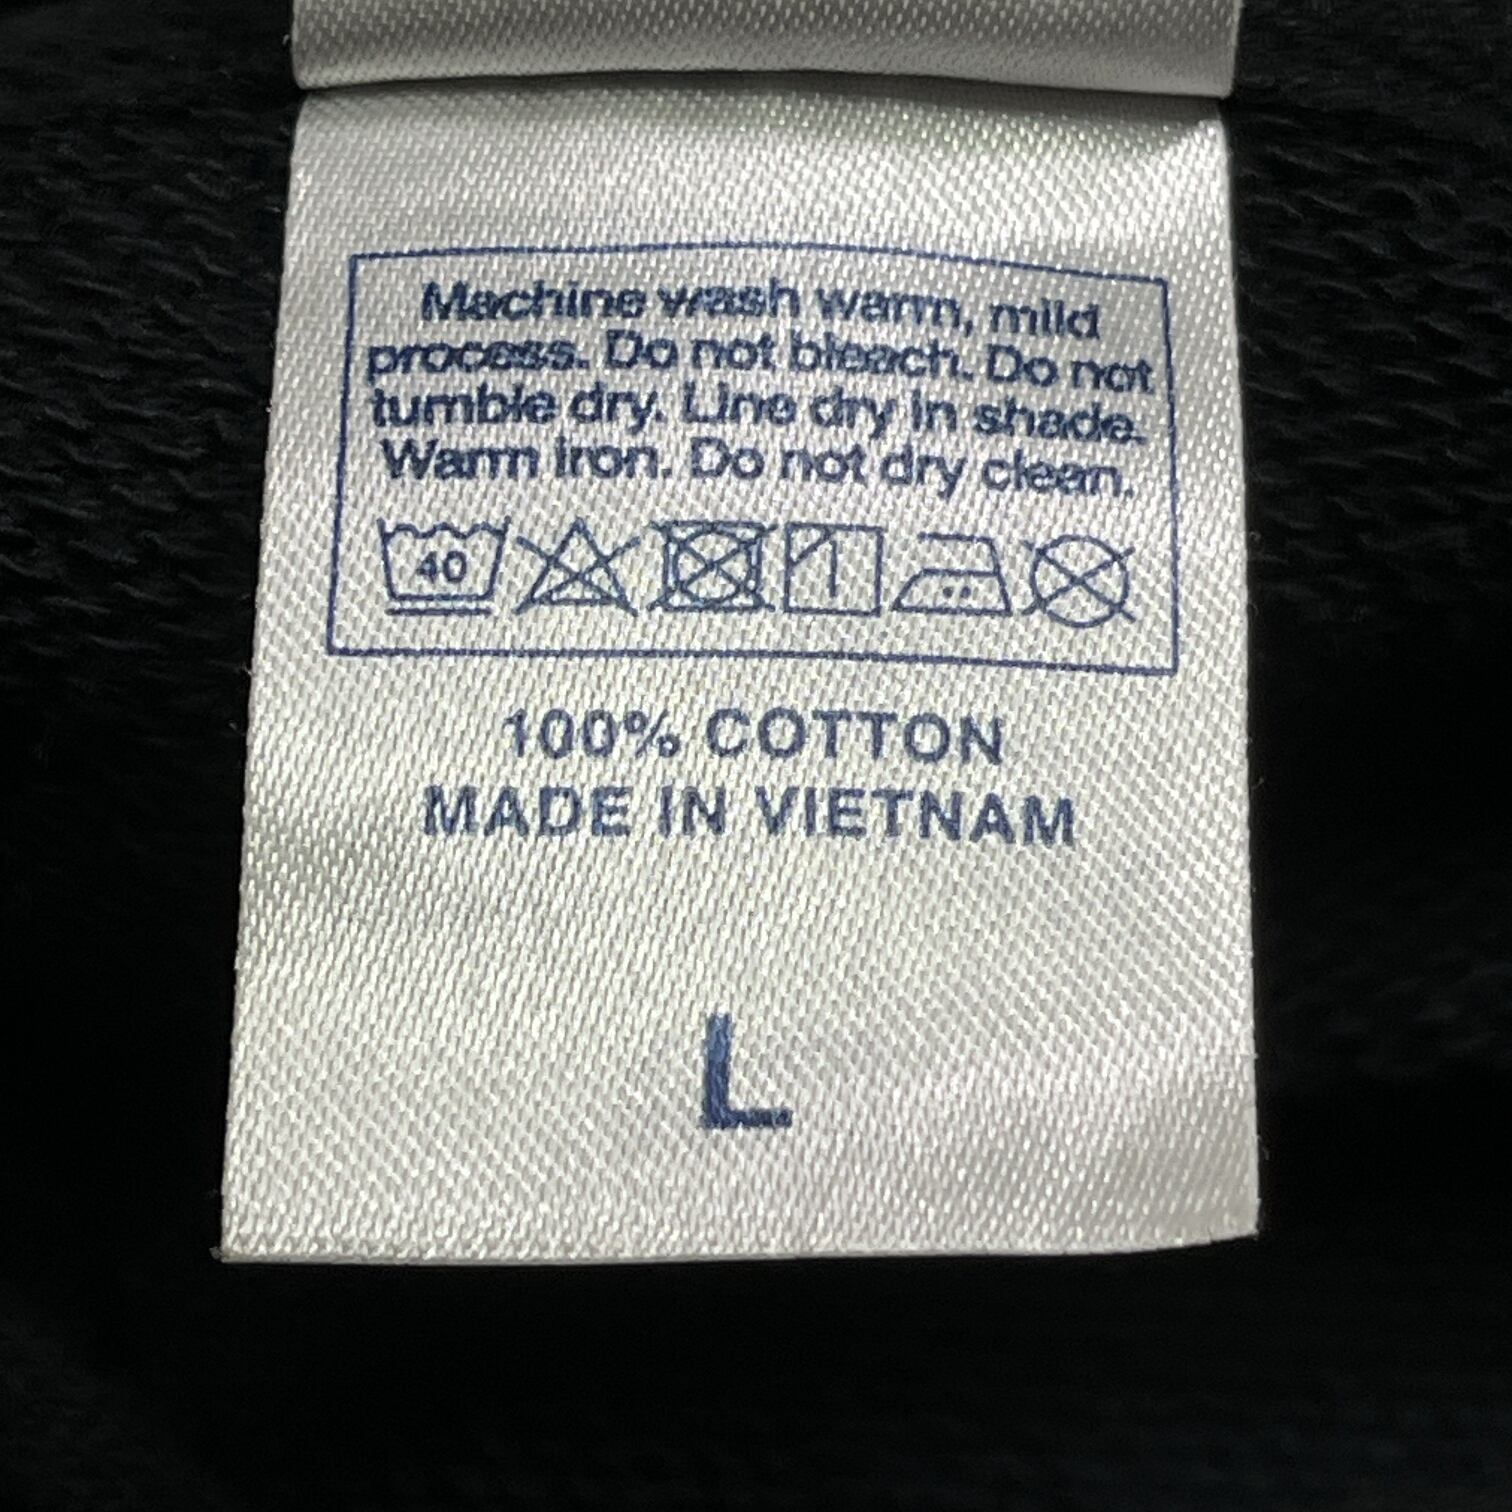 Machine wash warm, mild
process. Do not bleach. Do not
tumble dry. Line dry in shade.
Warm iron. Do not dry clean.
40
100% COTTON
MADE IN VIETNAM
L